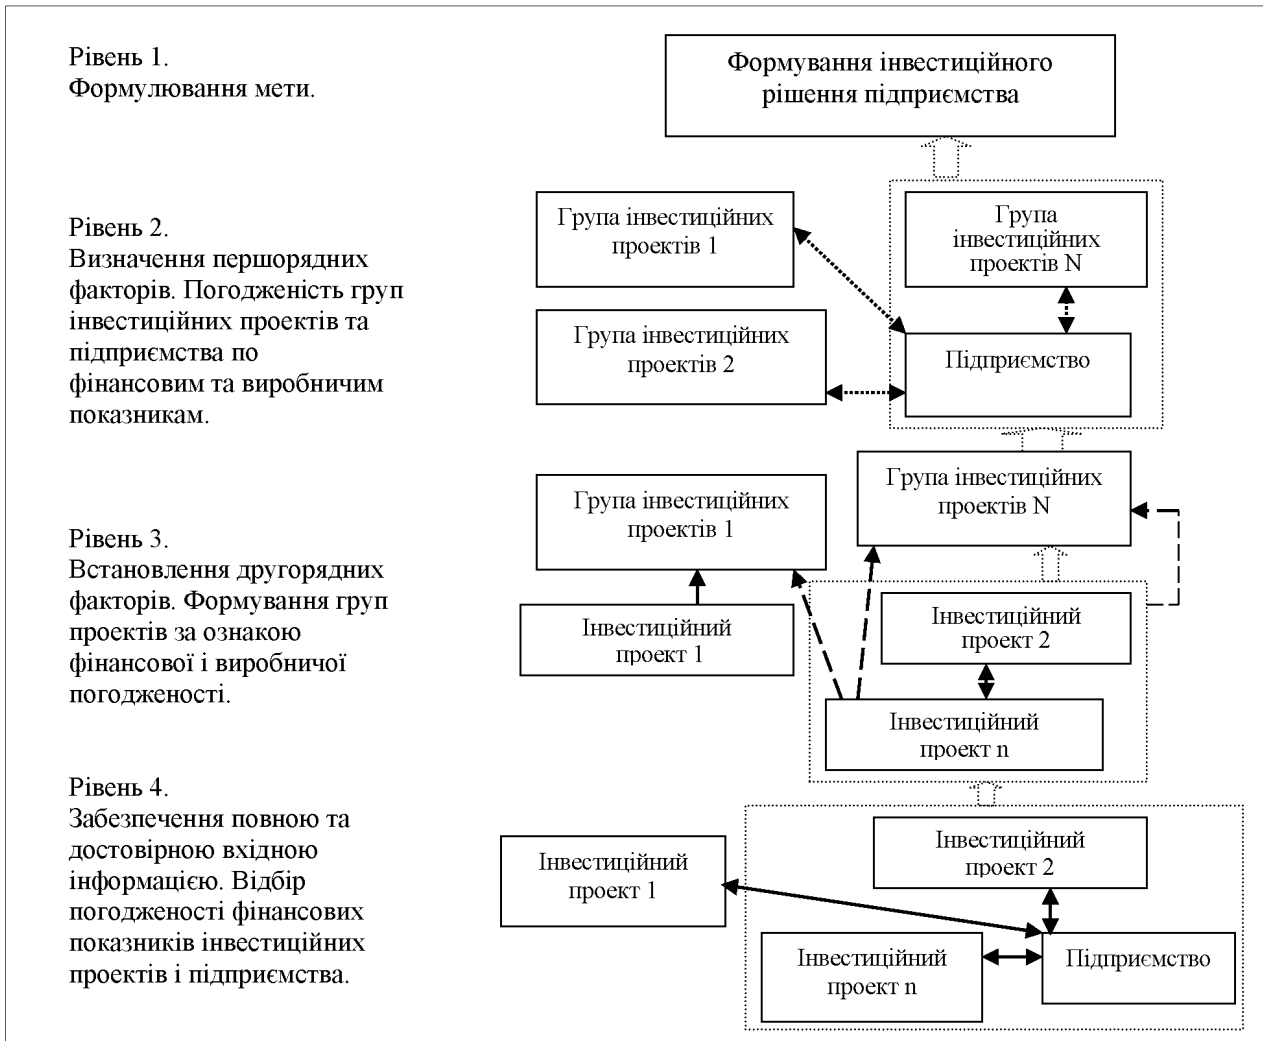 Рівень 1.
Формулювання мети.
Формування інвестиційного
рішення підприємства
Рівень 2.
Визначення першорядних
факторів. Погодженість груп
інвестиційних проектів та
підприємства по
фінансовим та виробничим
показникам.
Група інвестиційних
проектів 1
Група
інвестиційних
проектів N
Група інвестиційних
проектів 2
Підприємство
Рівень 3.
Встановлення другорядних
факторів. Формування груп
проектів за ознакою
фінансової і виробничої
погодженості.
Група інвестиційних
проектів 1
Група інвестиційних
проектів N
Інвестиційний
проект 1
Інвестиційний
проект 2
Інвестиційний
проект n
Рівень 4.
Забезпечення повною та
достовірною вхідною
інформацією. Відбір
погодженості фінансових
показників інвестиційних
проектів і підприємства.
Інвестиційний
проект 1
Інвестиційний
проект 2
Інвестиційний
проект n
Підприємство